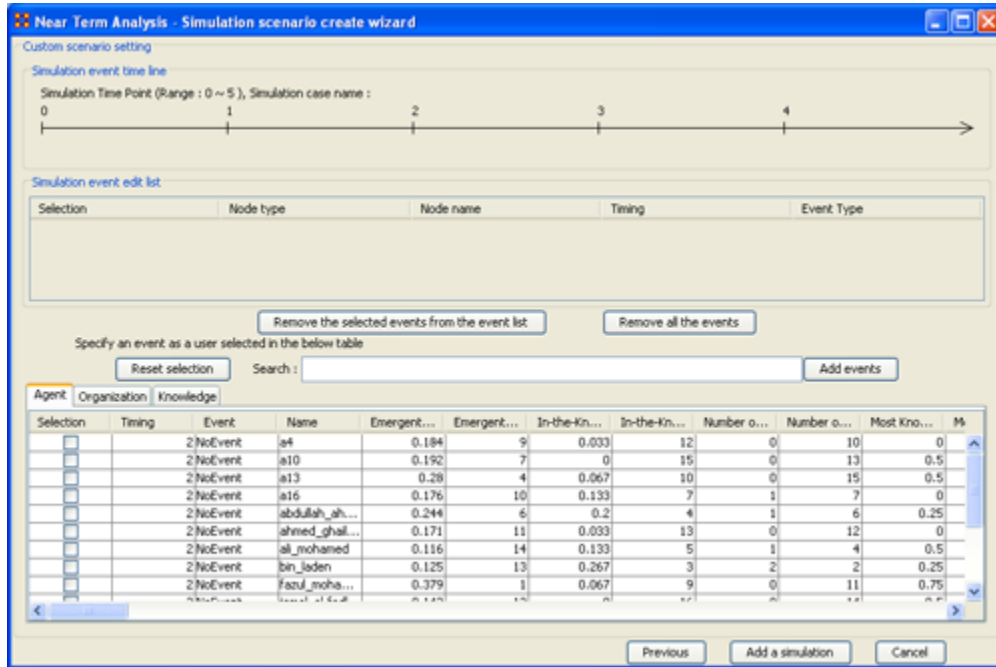 Near Term Analysis - Simulation scenario create wizard
Custom scenario setting
Simulation event time line
Simulation Time Point (Range : 0 ~ 5 ), Simulation case name :
0 1 2 3 4
Simulation event edit list
Selection Node type Node name Timing Event Type
Remove the selected events from the event list Remove all the events
Specify an event as a user selected in the below table
Reset selection Search : Add events
Agent Organization Knowledge
Selection Timing Event Name Emergent... Emergent... In-the-Kn... In-the-Kn... Number o... Number o... Most Kno... M
2 NoEvent a4 0.184 9 0.033 12 0 10 0
2 NoEvent a10 0.192 7 0 15 0 13 0.5
2 NoEvent a13 0.28 4 0.067 10 0 15 0.5
2 NoEvent a16 0.176 10 0.133 7 1 7 0
2 NoEvent abdullah_ah... 0.244 6 0.2 4 1 6 0.25
2 NoEvent ahmed_ghail... 0.171 11 0.033 13 0 12 0
2 NoEvent ali_mohamed 0.116 14 0.133 5 1 4 0.5
2 NoEvent bin_laden 0.125 13 0.267 3 2 2 0.25
2 NoEvent fazul_moha... 0.379 1 0.067 9 0 11 0.75
Previous Add a simulation Cancel